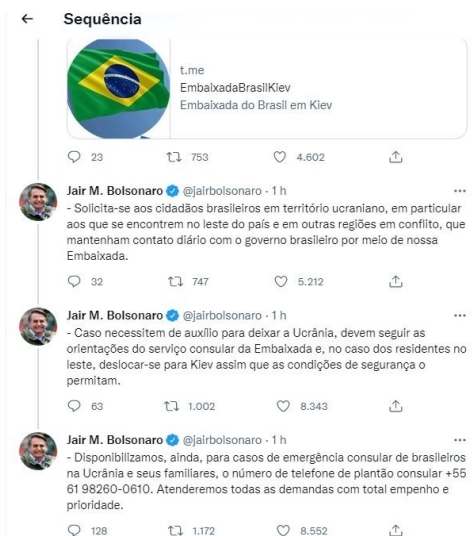 Sequência
t.me
EmbaixadaBrasilKiev
Embaixada do Brasil em Kiev
23 753 4.602
Jair M. Bolsonaro @jairbolsonaro · 1 h
- Solicita-se aos cidadãos brasileiros em território ucraniano, em particular
aos que se encontrem no leste do país e em outras regiões em conflito, que
mantenham contato diário com o governo brasileiro por meio de nossa
Embaixada.
32 747 5.212
Jair M. Bolsonaro @jairbolsonaro · 1 h
- Caso necessitem de auxílio para deixar a Ucrânia, devem seguir as
orientações do serviço consular da Embaixada e, no caso dos residentes no
leste, deslocar-se para Kiev assim que as condições de segurança o
permitam.
63 1.002 8.343
Jair M. Bolsonaro @jairbolsonaro · 1 h
- Disponibilizamos, ainda, para casos de emergência consular de brasileiros
na Ucrânia e seus familiares, o número de telefone de plantão consular +55
61 98260-0610. Atenderemos todas as demandas com total empenho e
prioridade.
128 1.172 8.552